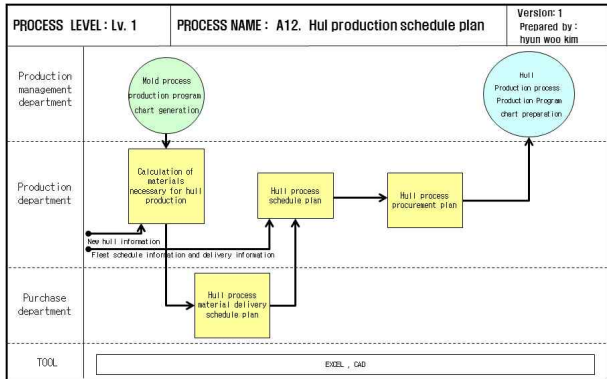 PROCESS LEVEL : Lv. 1
PROCESS NAME : A12. Hul production schedule plan
Version: 1
Prepared by :
hyun woo kim
Production
management
department
Mold process
production program
chart generation
Hull
Production process
Production Program
chart preparation
Production
department
Calculation of
materials
necessary for hull
production
Hull process
schedule plan
Hull process
procurement plan
New hull information
Fleet schedule information and delivery information
Purchase
department
Hull process
material delivery
schedule plan
TOOL
EXCEL , CAD